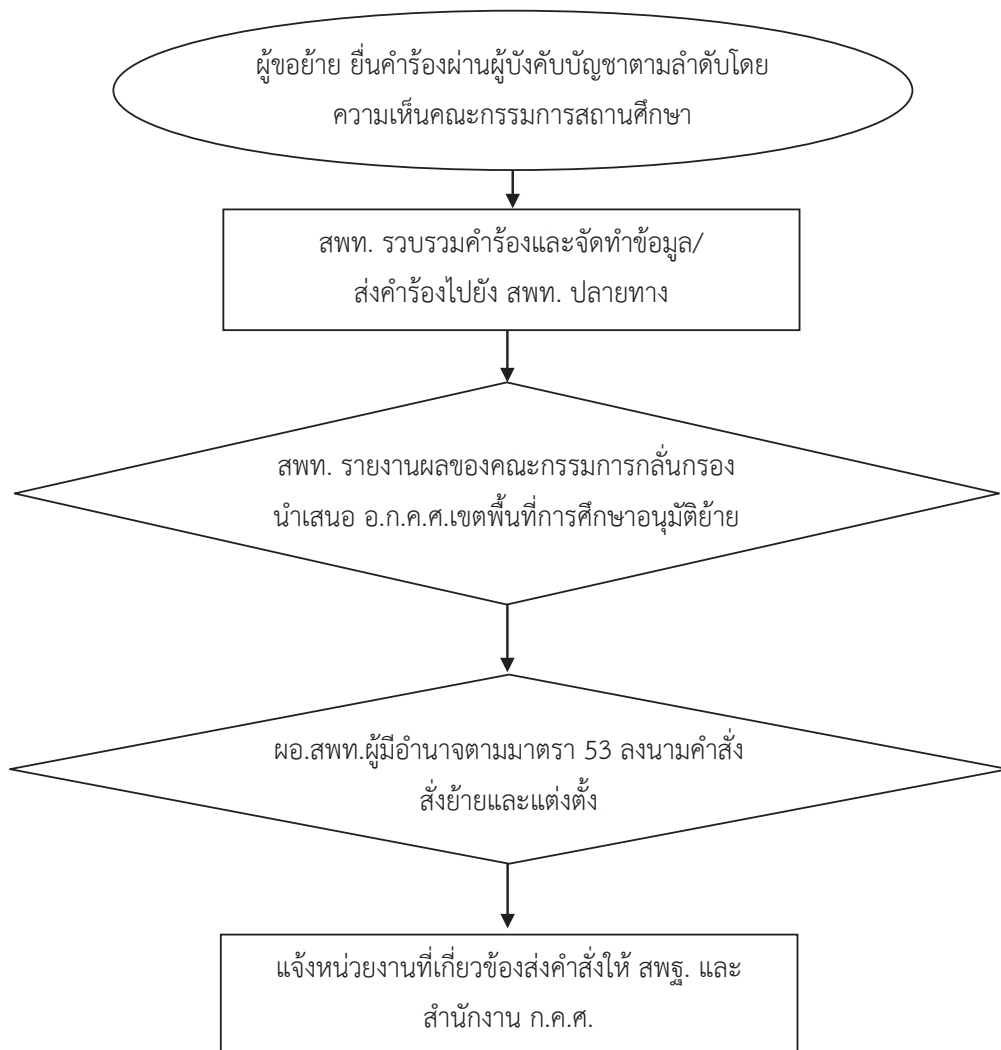 ผู้ขอย้าย ยื่นคำร้องผ่านผู้บังคับบัญชาตามลำดับโดย
ความเห็นคณะกรรมการสถานศึกษา
สพท. รวบรวมคำร้องและจัดทำข้อมูล/
ส่งคำร้องไปยัง สพท. ปลายทาง
สพท. รายงานผลของคณะกรรมการกลั่นกรอง
นำเสนอ อ.ก.ค.ศ.เขตพื้นที่การศึกษาอนุมัติย้าย
ผอ.สพท.ผู้มีอำนาจตามมาตรา 53 ลงนามคำสั่ง
สั่งย้ายและแต่งตั้ง
แจ้งหน่วยงานที่เกี่ยวข้องส่งคำสั่งให้ สพฐ. และ
สำนักงาน ก.ค.ศ.